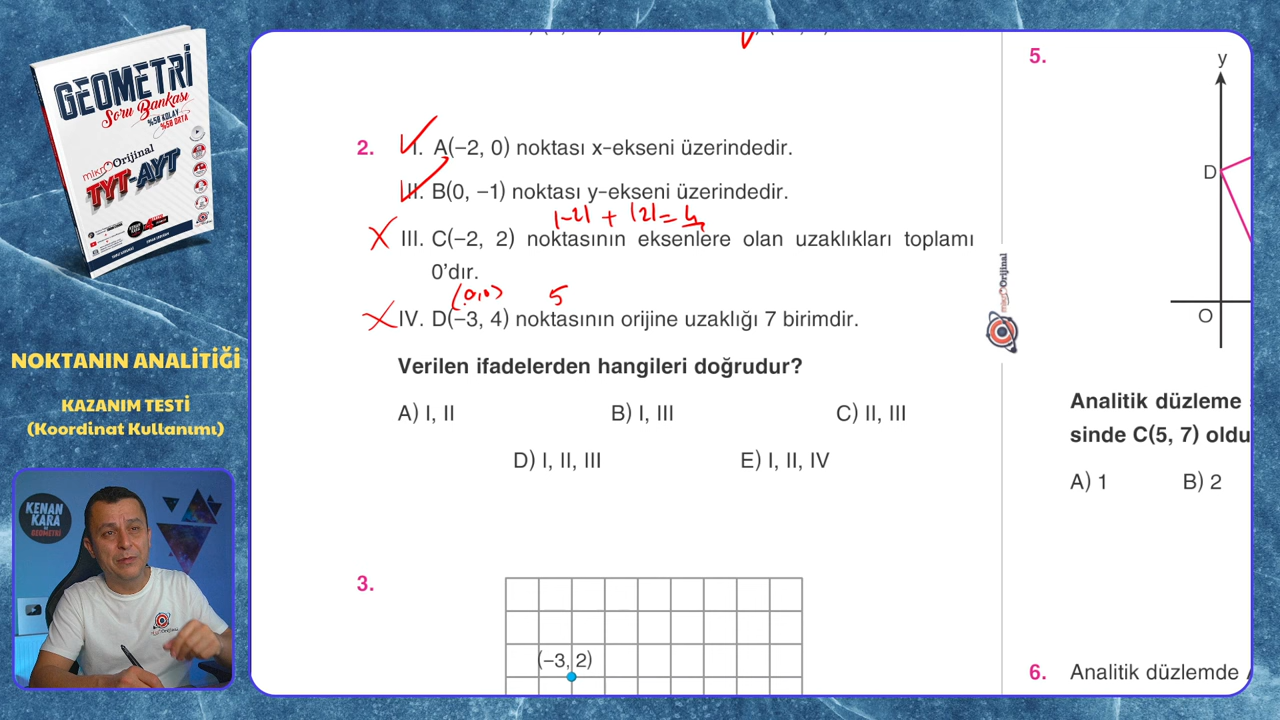 GEOMETRİ
Soru Bankası
%50 KOLAY
%50 ORTA
mikro Orijinal
TYT-AYT
NOKTANIN ANALİTİĞİ
KAZANIM TESTİ
(Koordinat Kullanımı)
KENAN
KARA
GEOMETRİ
2. I. A(−2, 0) noktası x-ekseni üzerindedir.
II. B(0, −1) noktası y-ekseni üzerindedir.
|-2| + |2| = 4
III. C(−2, 2) noktasının eksenlere olan uzaklıkları toplamı
0’dır.
(0,0) 5
IV. D(−3, 4) noktasının orijine uzaklığı 7 birimdir.
Verilen ifadelerden hangileri doğrudur?
A) I, II B) I, III C) II, III
D) I, II, III E) I, II, IV
3.
(−3, 2)
mikro Orijinal
5.
y
D
O
Analitik düzleme
sinde C(5, 7) oldu
A) 1 B) 2
6. Analitik düzlemde